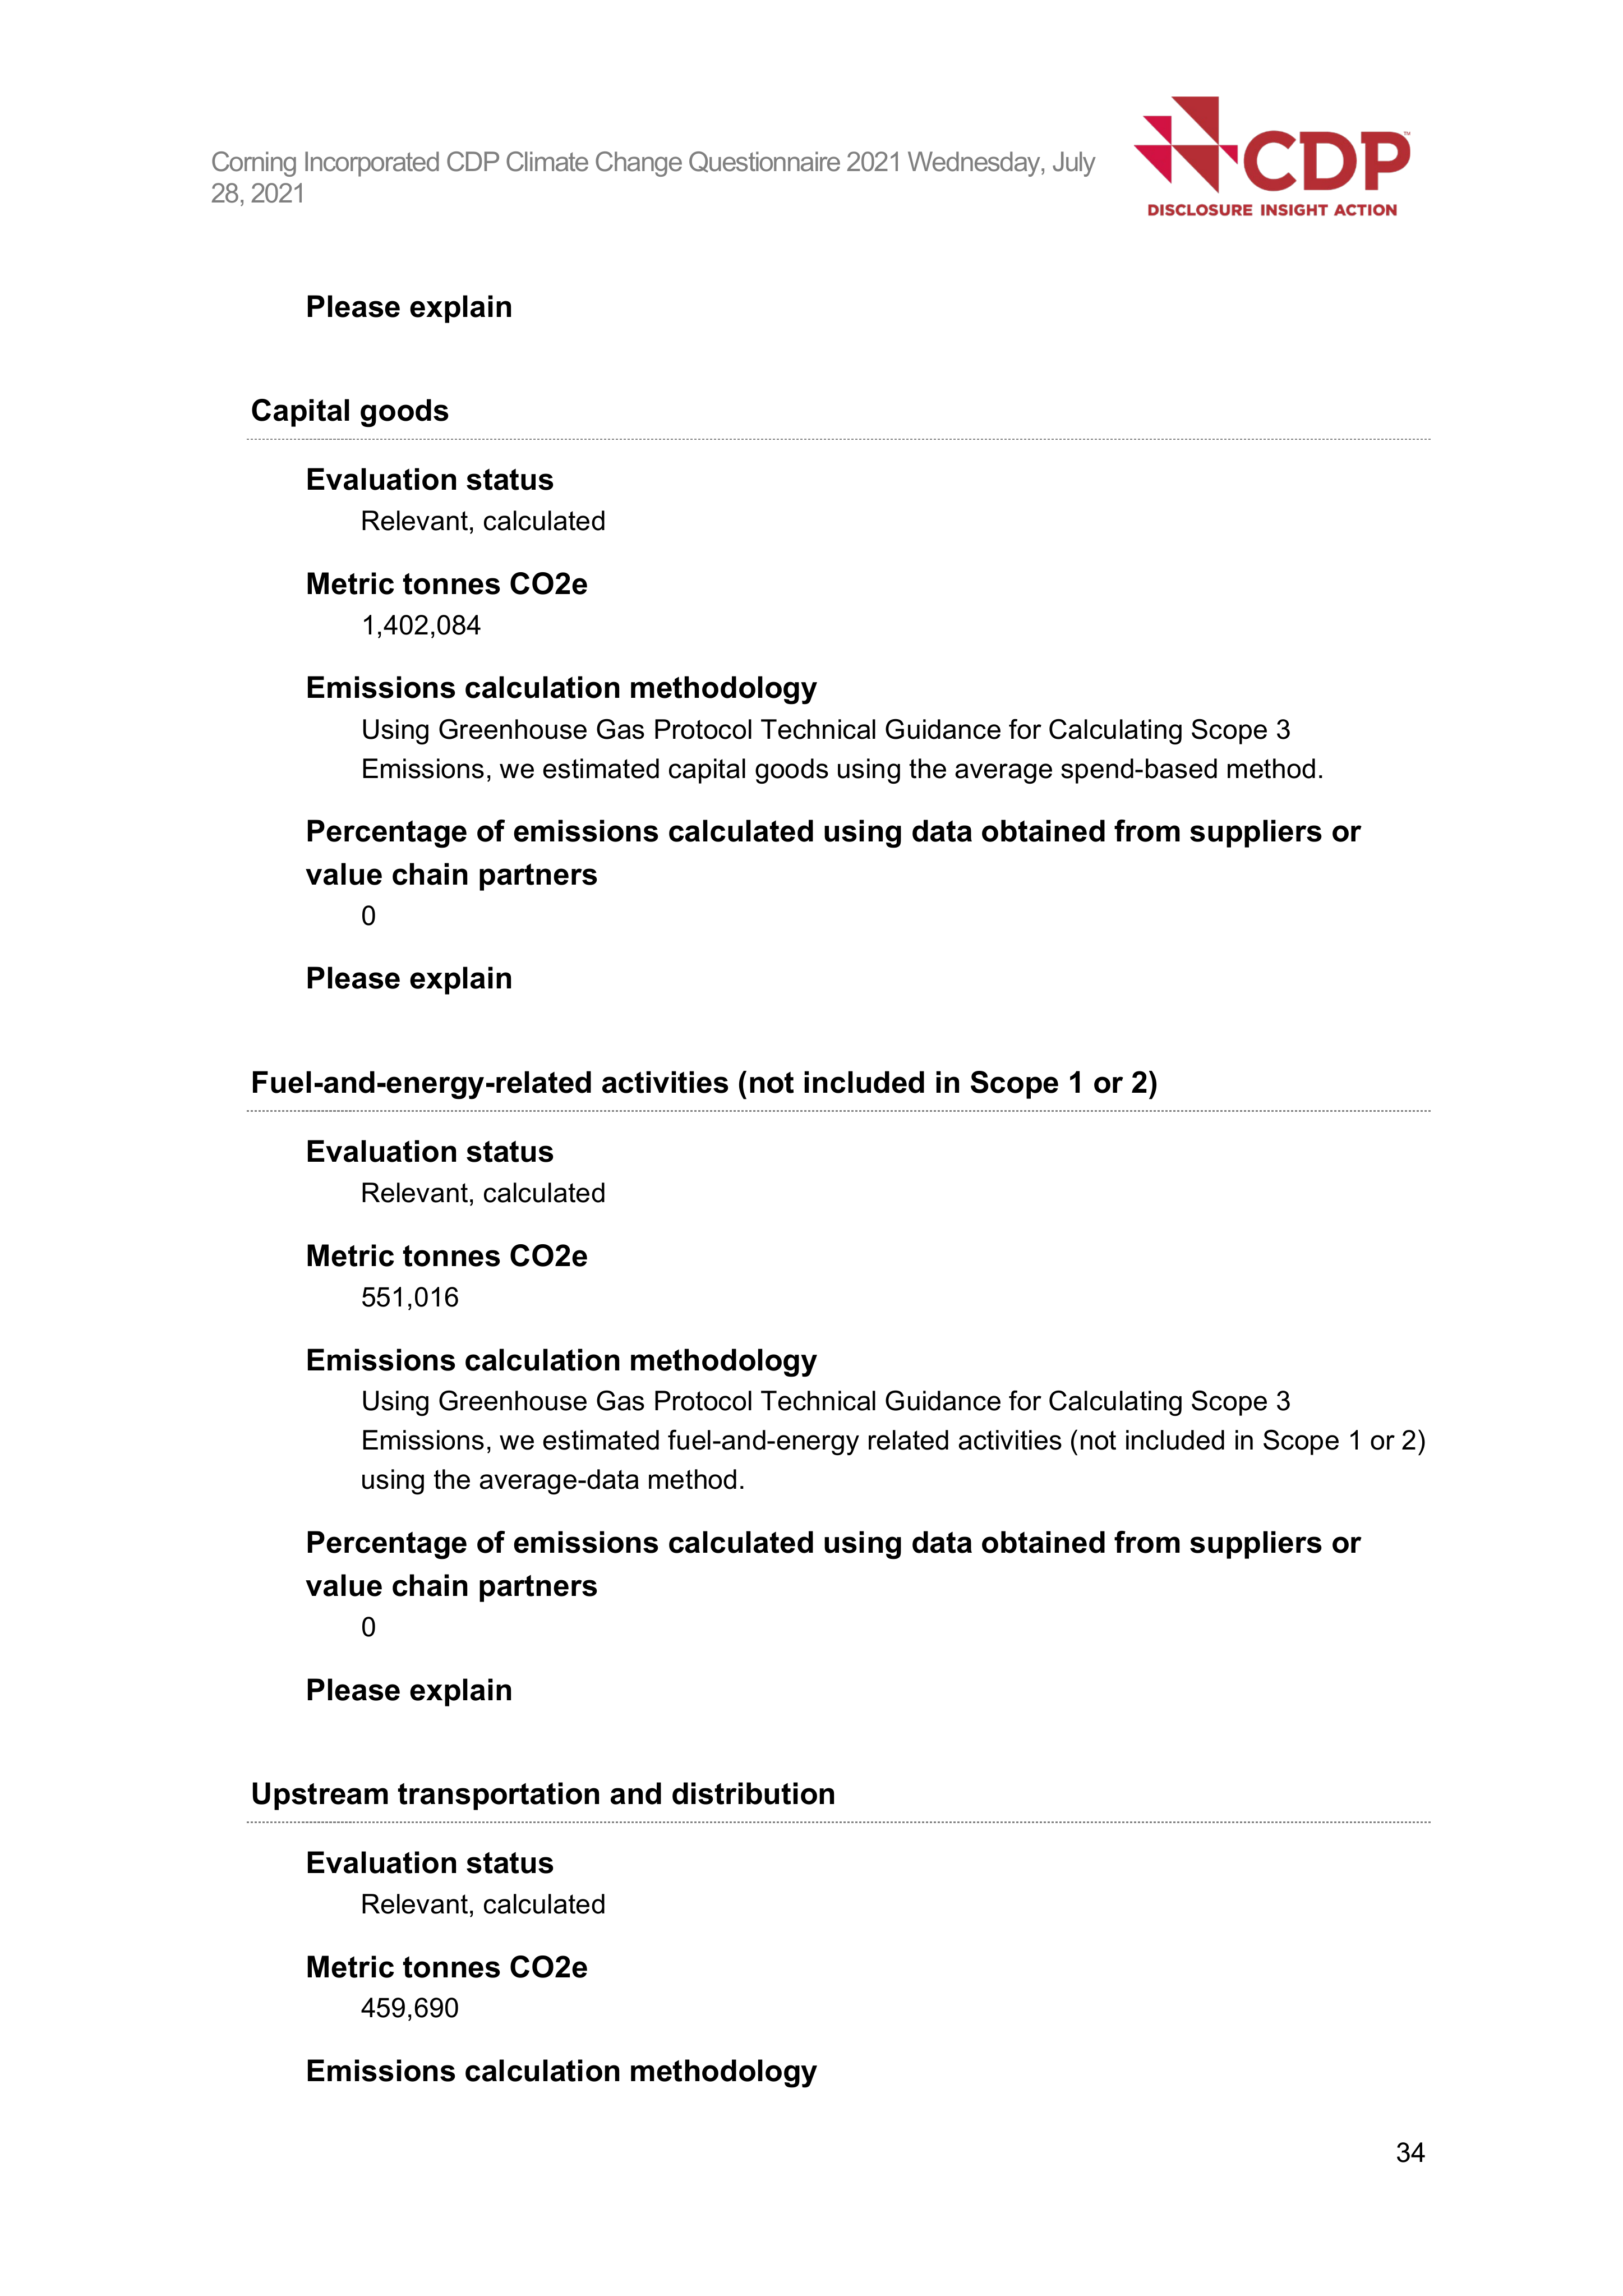 Corning Incorporated CDP Climate Change Questionnaire 2021 Wednesday, July
28, 2021
CDP™
DISCLOSURE INSIGHT ACTION
Please explain
Capital goods
Evaluation status
Relevant, calculated
Metric tonnes CO2e
1,402,084
Emissions calculation methodology
Using Greenhouse Gas Protocol Technical Guidance for Calculating Scope 3
Emissions, we estimated capital goods using the average spend-based method.
Percentage of emissions calculated using data obtained from suppliers or
value chain partners
0
Please explain
Fuel-and-energy-related activities (not included in Scope 1 or 2)
Evaluation status
Relevant, calculated
Metric tonnes CO2e
551,016
Emissions calculation methodology
Using Greenhouse Gas Protocol Technical Guidance for Calculating Scope 3
Emissions, we estimated fuel-and-energy related activities (not included in Scope 1 or 2)
using the average-data method.
Percentage of emissions calculated using data obtained from suppliers or
value chain partners
0
Please explain
Upstream transportation and distribution
Evaluation status
Relevant, calculated
Metric tonnes CO2e
459,690
Emissions calculation methodology
34